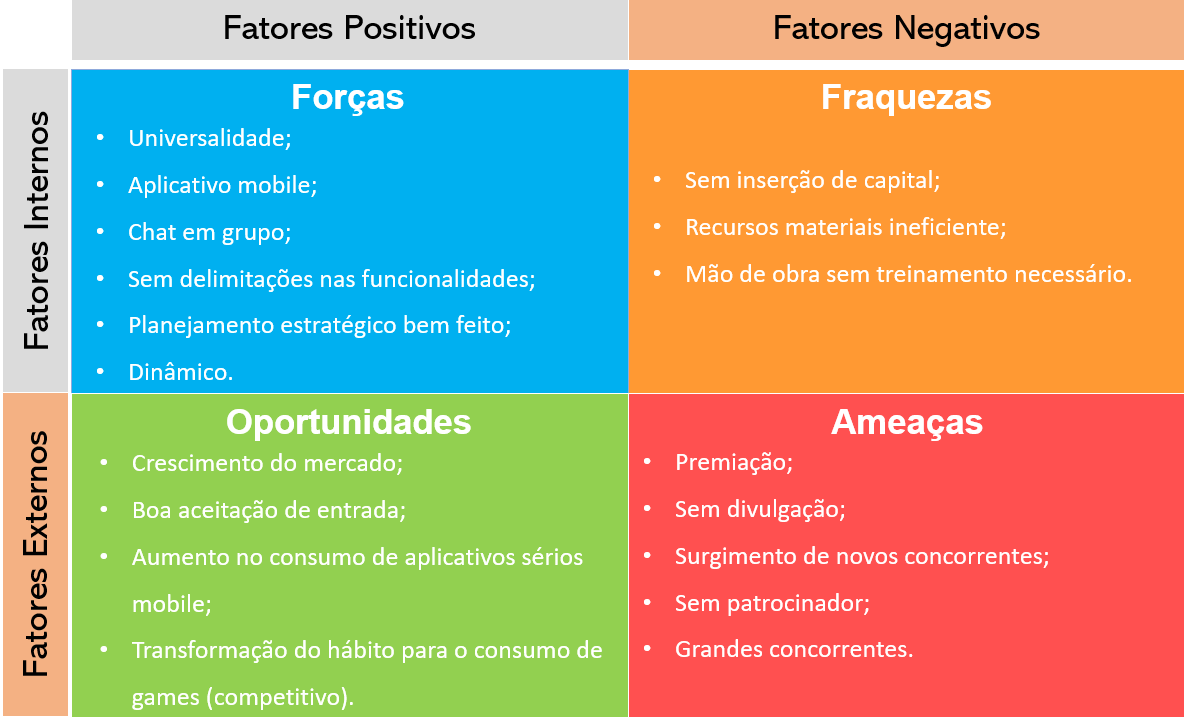 Fatores Positivos
Fatores Negativos
Fatores Internos
Forças
• Universalidade;
• Aplicativo mobile;
• Chat em grupo;
• Sem delimitações nas funcionalidades;
• Planejamento estratégico bem feito;
• Dinâmico.
Fraquezas
• Sem inserção de capital;
• Recursos materiais ineficiente;
• Mão de obra sem treinamento necessário.
Fatores Externos
Oportunidades
• Crescimento do mercado;
• Boa aceitação de entrada;
• Aumento no consumo de aplicativos sérios
mobile;
• Transformação do hábito para o consumo de
games (competitivo).
Ameaças
• Premiação;
• Sem divulgação;
• Surgimento de novos concorrentes;
• Sem patrocinador;
• Grandes concorrentes.